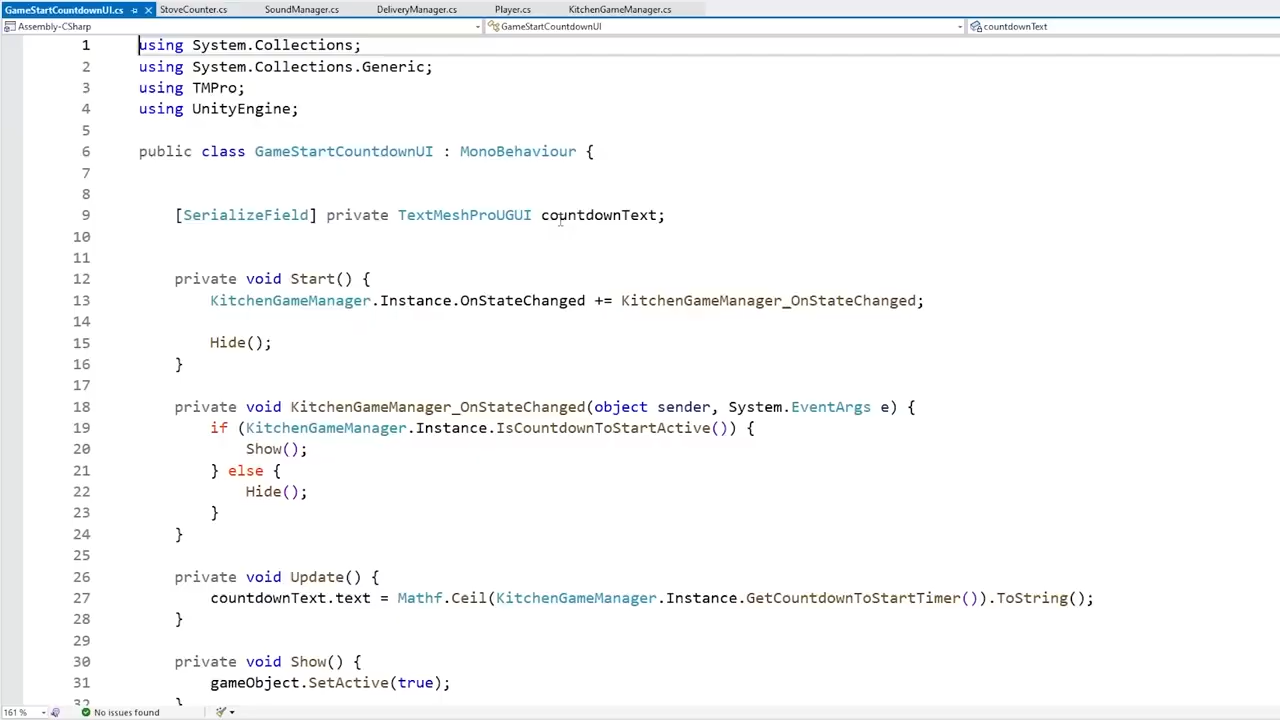 GameStartCountdownUI.cs StoveCounter.cs SoundManager.cs DeliveryManager.cs Player.cs KitchenGameManager.cs
Assembly-CSharp GameStartCountdownUI countdownText
1 using System.Collections;
2 using System.Collections.Generic;
3 using TMPro;
4 using UnityEngine;
5
6 public class GameStartCountdownUI : MonoBehaviour {
7
8
9 [SerializeField] private TextMeshProUGUI countdownText;
10
11
12 private void Start() {
13 KitchenGameManager.Instance.OnStateChanged += KitchenGameManager_OnStateChanged;
14
15 Hide();
16 }
17
18 private void KitchenGameManager_OnStateChanged(object sender, System.EventArgs e) {
19 if (KitchenGameManager.Instance.IsCountdownToStartActive()) {
20 Show();
21 } else {
22 Hide();
23 }
24 }
25
26 private void Update() {
27 countdownText.text = Mathf.Ceil(KitchenGameManager.Instance.GetCountdownToStartTimer()).ToString();
28 }
29
30 private void Show() {
31 gameObject.SetActive(true);
32 }
161 % No issues found